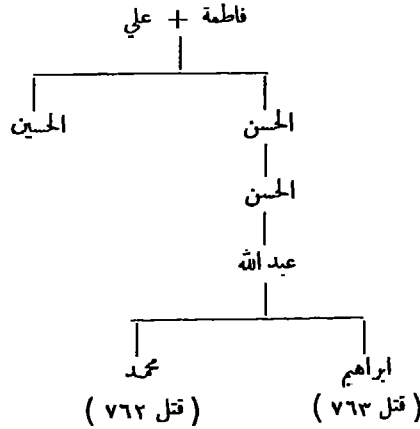 فاطمة + علي
الحسن الحسين
الحسن
عبد الله
ابراهيم محمد
( قتل ٧٦٣ ) ( قتل ٧٦٢ )